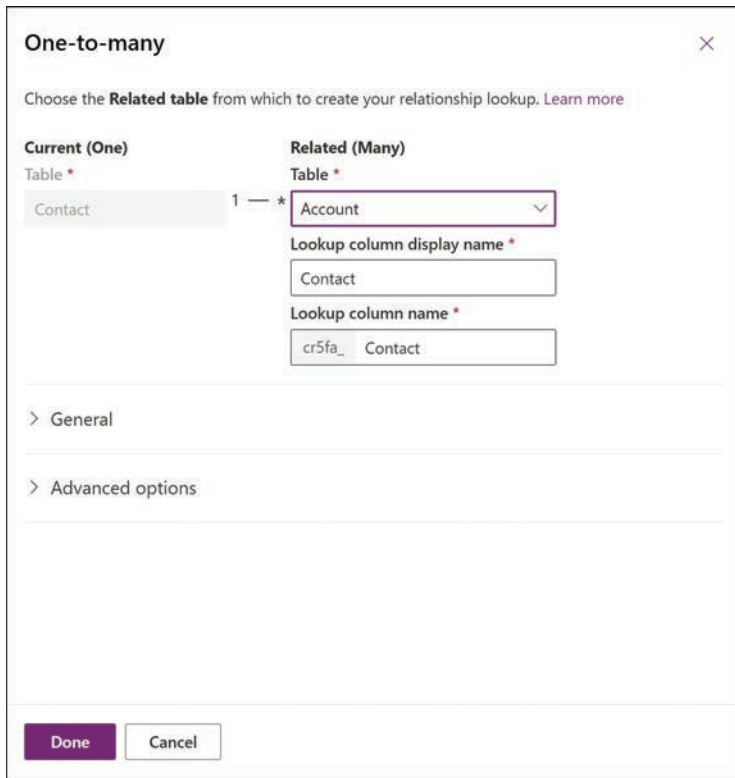 One-to-many
Choose the Related table from which to create your relationship lookup. Learn more
Current (One)
Table *
Contact
1 — *
Related (Many)
Table *
Account
Lookup column display name *
Contact
Lookup column name *
cr5fa_ Contact
General
Advanced options
Done
Cancel